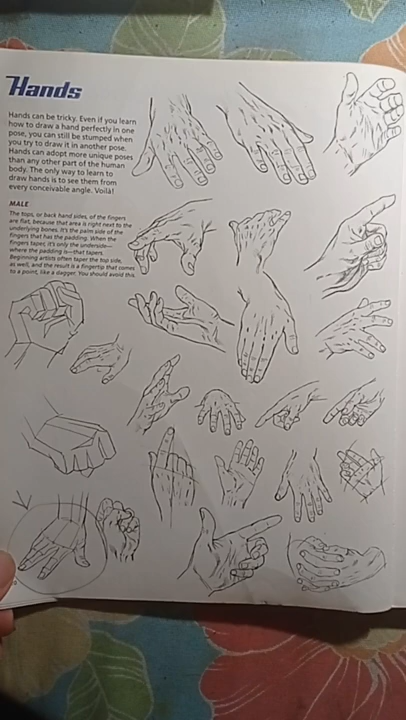 Hands
Hands can be tricky. Even if you learn
how to draw a hand perfectly in one
pose, you can still be stumped when
you try to draw it in another pose.
Hands can adopt more unique poses
than any other part of the human
body. The only way to learn to
draw hands is to see them from
every conceivable angle. Voilà!
MALE
The tops, or back hand sides, of the fingers
are flat, because that area is right next to the
underlying bones. It's the palm side of the
fingers that has the padding. When the
fingers taper, it's only the underside—
where the padding is—that tapers.
Beginning artists often taper the top side,
as well, and the result is a fingertip that comes
to a point, like a dagger. You should avoid this.